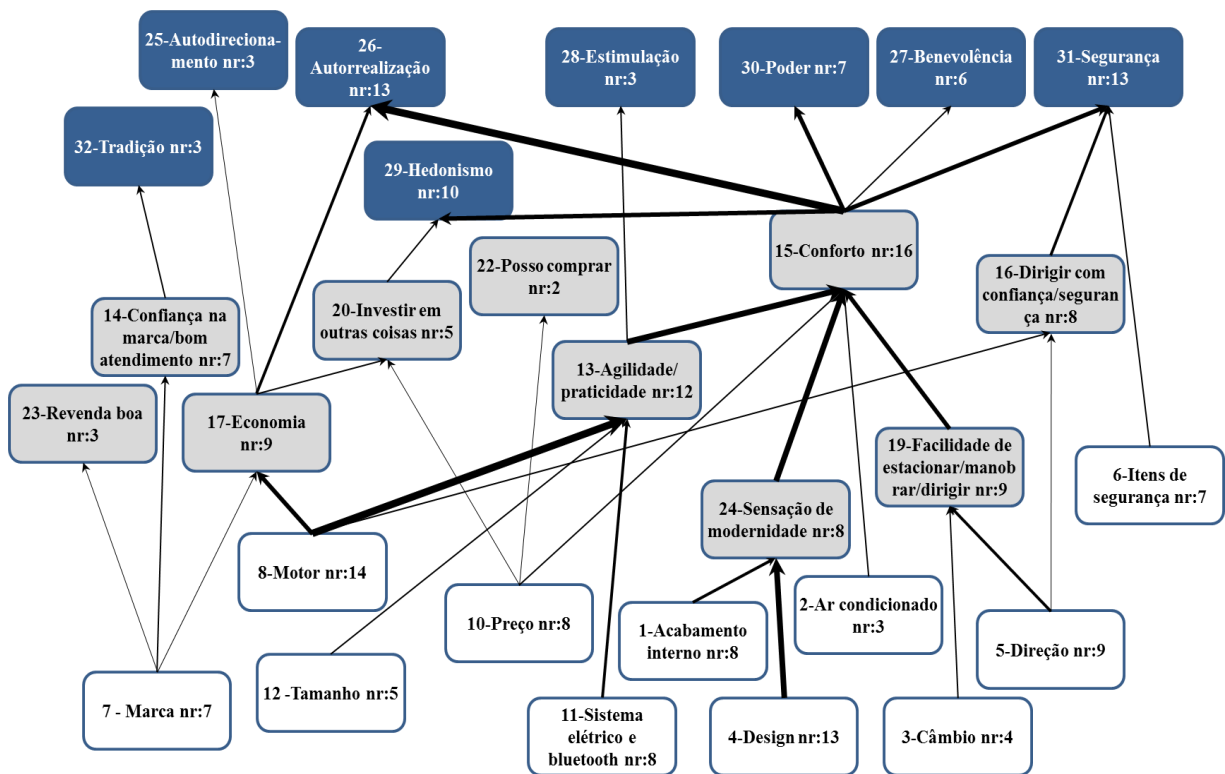 25-Autodireciona-
mento nr:3
26-
Autorrealização
nr:13
28-Estimulação
nr:3
30-Poder nr:7
27-Benevolência
nr:6
31-Segurança
nr:13
32-Tradição nr:3
29-Hedonismo
nr:10
15-Conforto nr:16
22-Posso comprar
nr:2
16-Dirigir com
confiança/seguran
ça nr:8
14-Confiança na
marca/bom
atendimento nr:7
20-Investir em
outras coisas nr:5
13-Agilidade/
praticidade nr:12
23-Revenda boa
nr:3
17-Economia
nr:9
19-Facilidade de
estacionar/manob
rar/dirigir nr:9
6-Itens de
segurança nr:7
24-Sensação de
modernidade nr:8
8-Motor nr:14
10-Preço nr:8
1-Acabamento
interno nr:8
2-Ar condicionado
nr:3
5-Direção nr:9
7 - Marca nr:7
12 -Tamanho nr:5
11-Sistema
elétrico e
bluetooth nr:8
4-Design nr:13
3-Câmbio nr:4